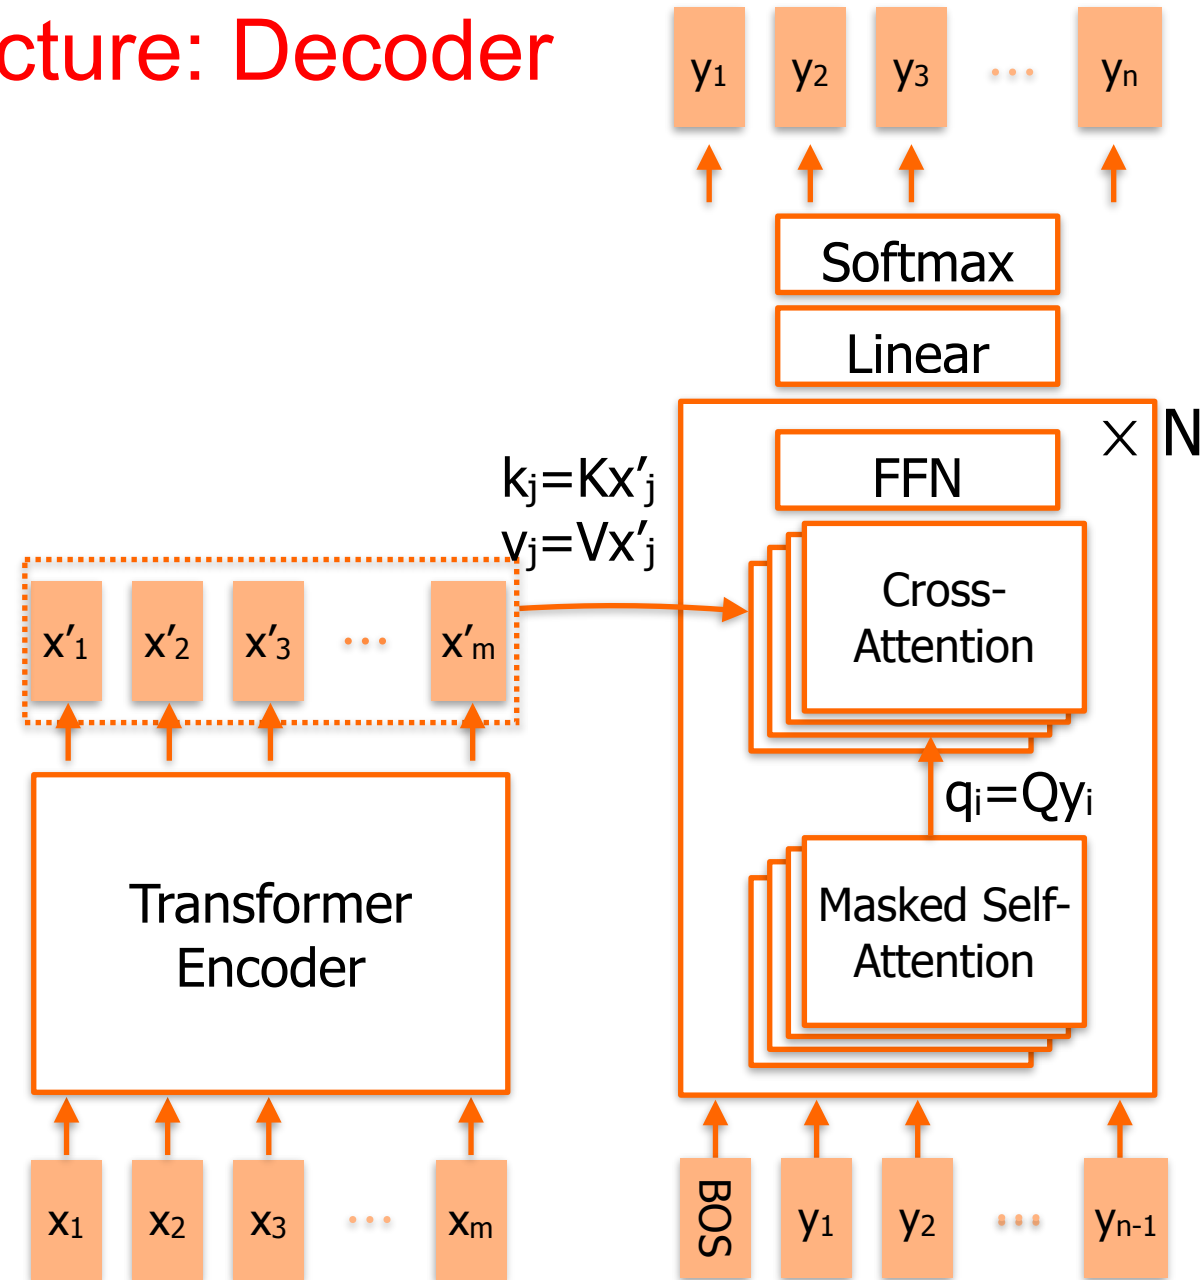 cture: Decoder
y₁ y₂ y₃ ··· yₙ
Softmax
Linear
× N
FFN
kⱼ=Kx′ⱼ
vⱼ=Vx′ⱼ
Cross-
Attention
x′₁ x′₂ x′₃ ··· x′ₘ
qᵢ=Qyᵢ
Transformer
Encoder
Masked Self-
Attention
x₁ x₂ x₃ ··· xₘ
BOS y₁ y₂ ··· yₙ₋₁